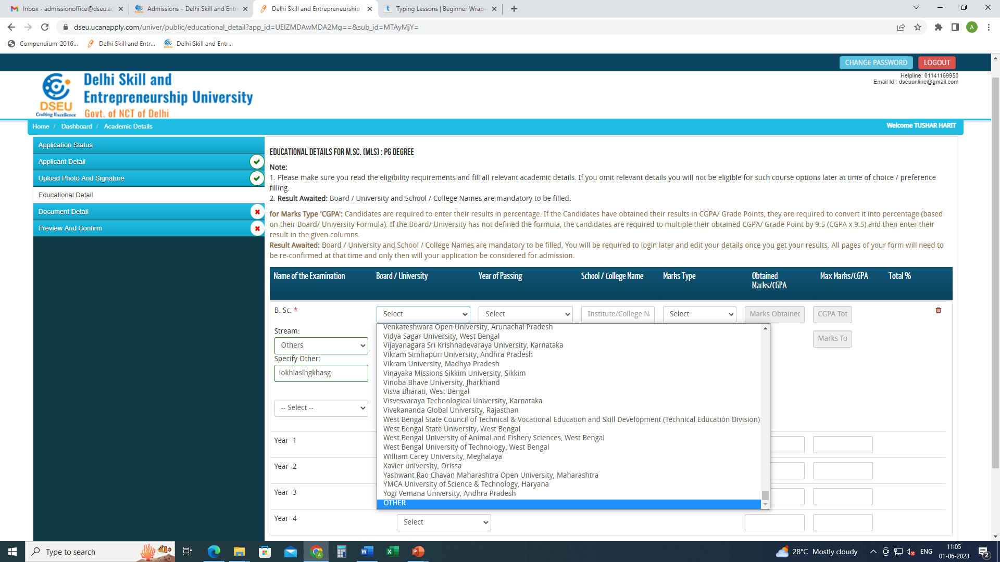 Inbox - admissionoffice@dseu.ac
Admissions – Delhi Skill and Entr
Delhi Skill and Entrepreneurship
Typing Lessons | Beginner Wrap-
dseu.ucanapply.com/univer/public/educational_detail?app_id=UElZMDAwMDA2Mg==&sub_id=MTAyMjY=
A
Compendium-2016...
Delhi Skill and Entr...
Delhi Skill and Entr...
CHANGE PASSWORD
LOGOUT
Helpline: 01141169950
Email Id : dseuonline@gmail.com
DSEU
Crafting Excellence
Delhi Skill and
Entrepreneurship University
Govt. of NCT of Delhi
Home / Dashboard / Academic Details
Welcome TUSHAR HARIT
Application Status
Applicant Detail
Upload Photo And Signature
Educational Detail
Document Detail
Preview And Confirm
EDUCATIONAL DETAILS FOR M.SC. (MLS) : PG DEGREE
Note:
1. Please make sure you read the eligibility requirements and fill all relevant academic details. If you omit relevant details you will not be eligible for such course options later at time of choice / preference
filling.
2. Result Awaited: Board / University and School / College Names are mandatory to be filled.
for Marks Type 'CGPA': Candidates are required to enter their results in percentage. If the Candidates have obtained their results in CGPA/ Grade Points, they are required to convert it into percentage (based
on their Board/ University Formula). If the Board/ University has not defined the formula, the candidates are required to multiple their obtained CGPA/ Grade Point by 9.5 (CGPA x 9.5) and then enter their
result in the given columns.
Result Awaited: Board / University and School / College Names are mandatory to be filled. You will be required to login later and edit your details once you get your results. All pages of your form will need to
be re-confirmed at that time and only then will your application be considered for admission.
Name of the Examination
Board / University
Year of Passing
School / College Name
Marks Type
Obtained
Marks/CGPA
Max Marks/CGPA
Total %
B. Sc. *
Select
Select
Institute/College N
Select
Marks Obtained
CGPA Tot
Marks To
Stream:
Others
Specify Other:
iokhlaslhgkhasg
-- Select --
Venkateshwara Open University, Arunachal Pradesh
Vidya Sagar University, West Bengal
Vijayanagara Sri Krishnadevaraya University, Karnataka
Vikram Simhapuri University, Andhra Pradesh
Vikram University, Madhya Pradesh
Vinayaka Missions Sikkim University, Sikkim
Vinoba Bhave University, Jharkhand
Visva Bharati, West Bengal
Visvesvaraya Technological University, Karnataka
Vivekananda Global University, Rajasthan
West Bengal State Council of Technical & Vocational Education and Skill Development (Technical Education Division)
West Bengal State University, West Bengal
West Bengal University of Animal and Fishery Sciences, West Bengal
West Bengal University of Technology, West Bengal
William Carey University, Meghalaya
Xavier university, Orissa
Yashwant Rao Chavan Maharashtra Open University, Maharashtra
YMCA University of Science & Technology, Haryana
Yogi Vemana University, Andhra Pradesh
OTHER
Year -1
Year -2
Year -3
Year -4
Select
Type to search
28°C Mostly cloudy
ENG
11:05
01-06-2023
2